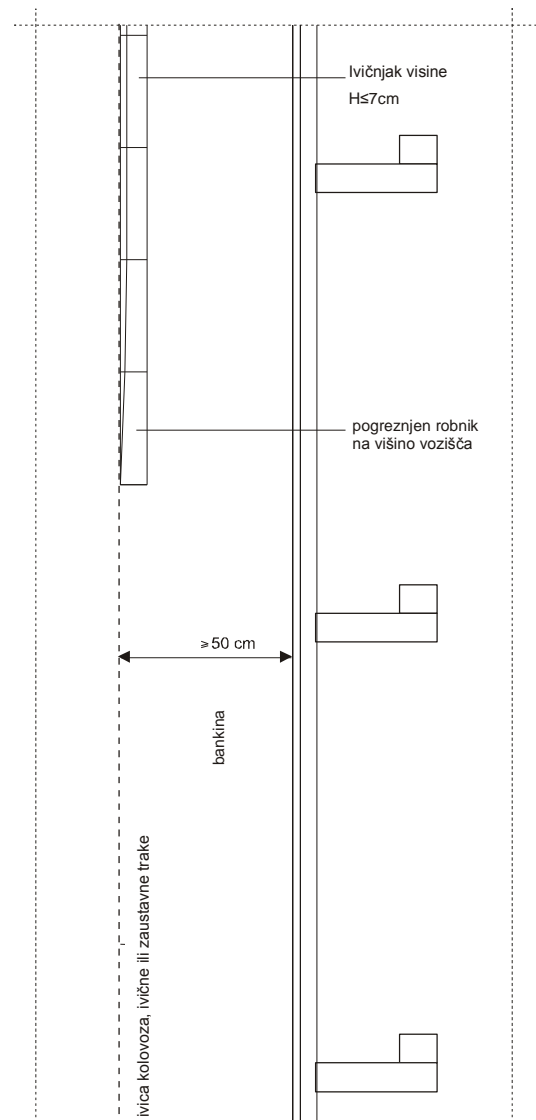 Ivičnjak visine
H≤7cm
pogreznjen robnik
na višino vozišča
≥50 cm
bankina
ivica kolovoza, ivične ili zaustavne trake